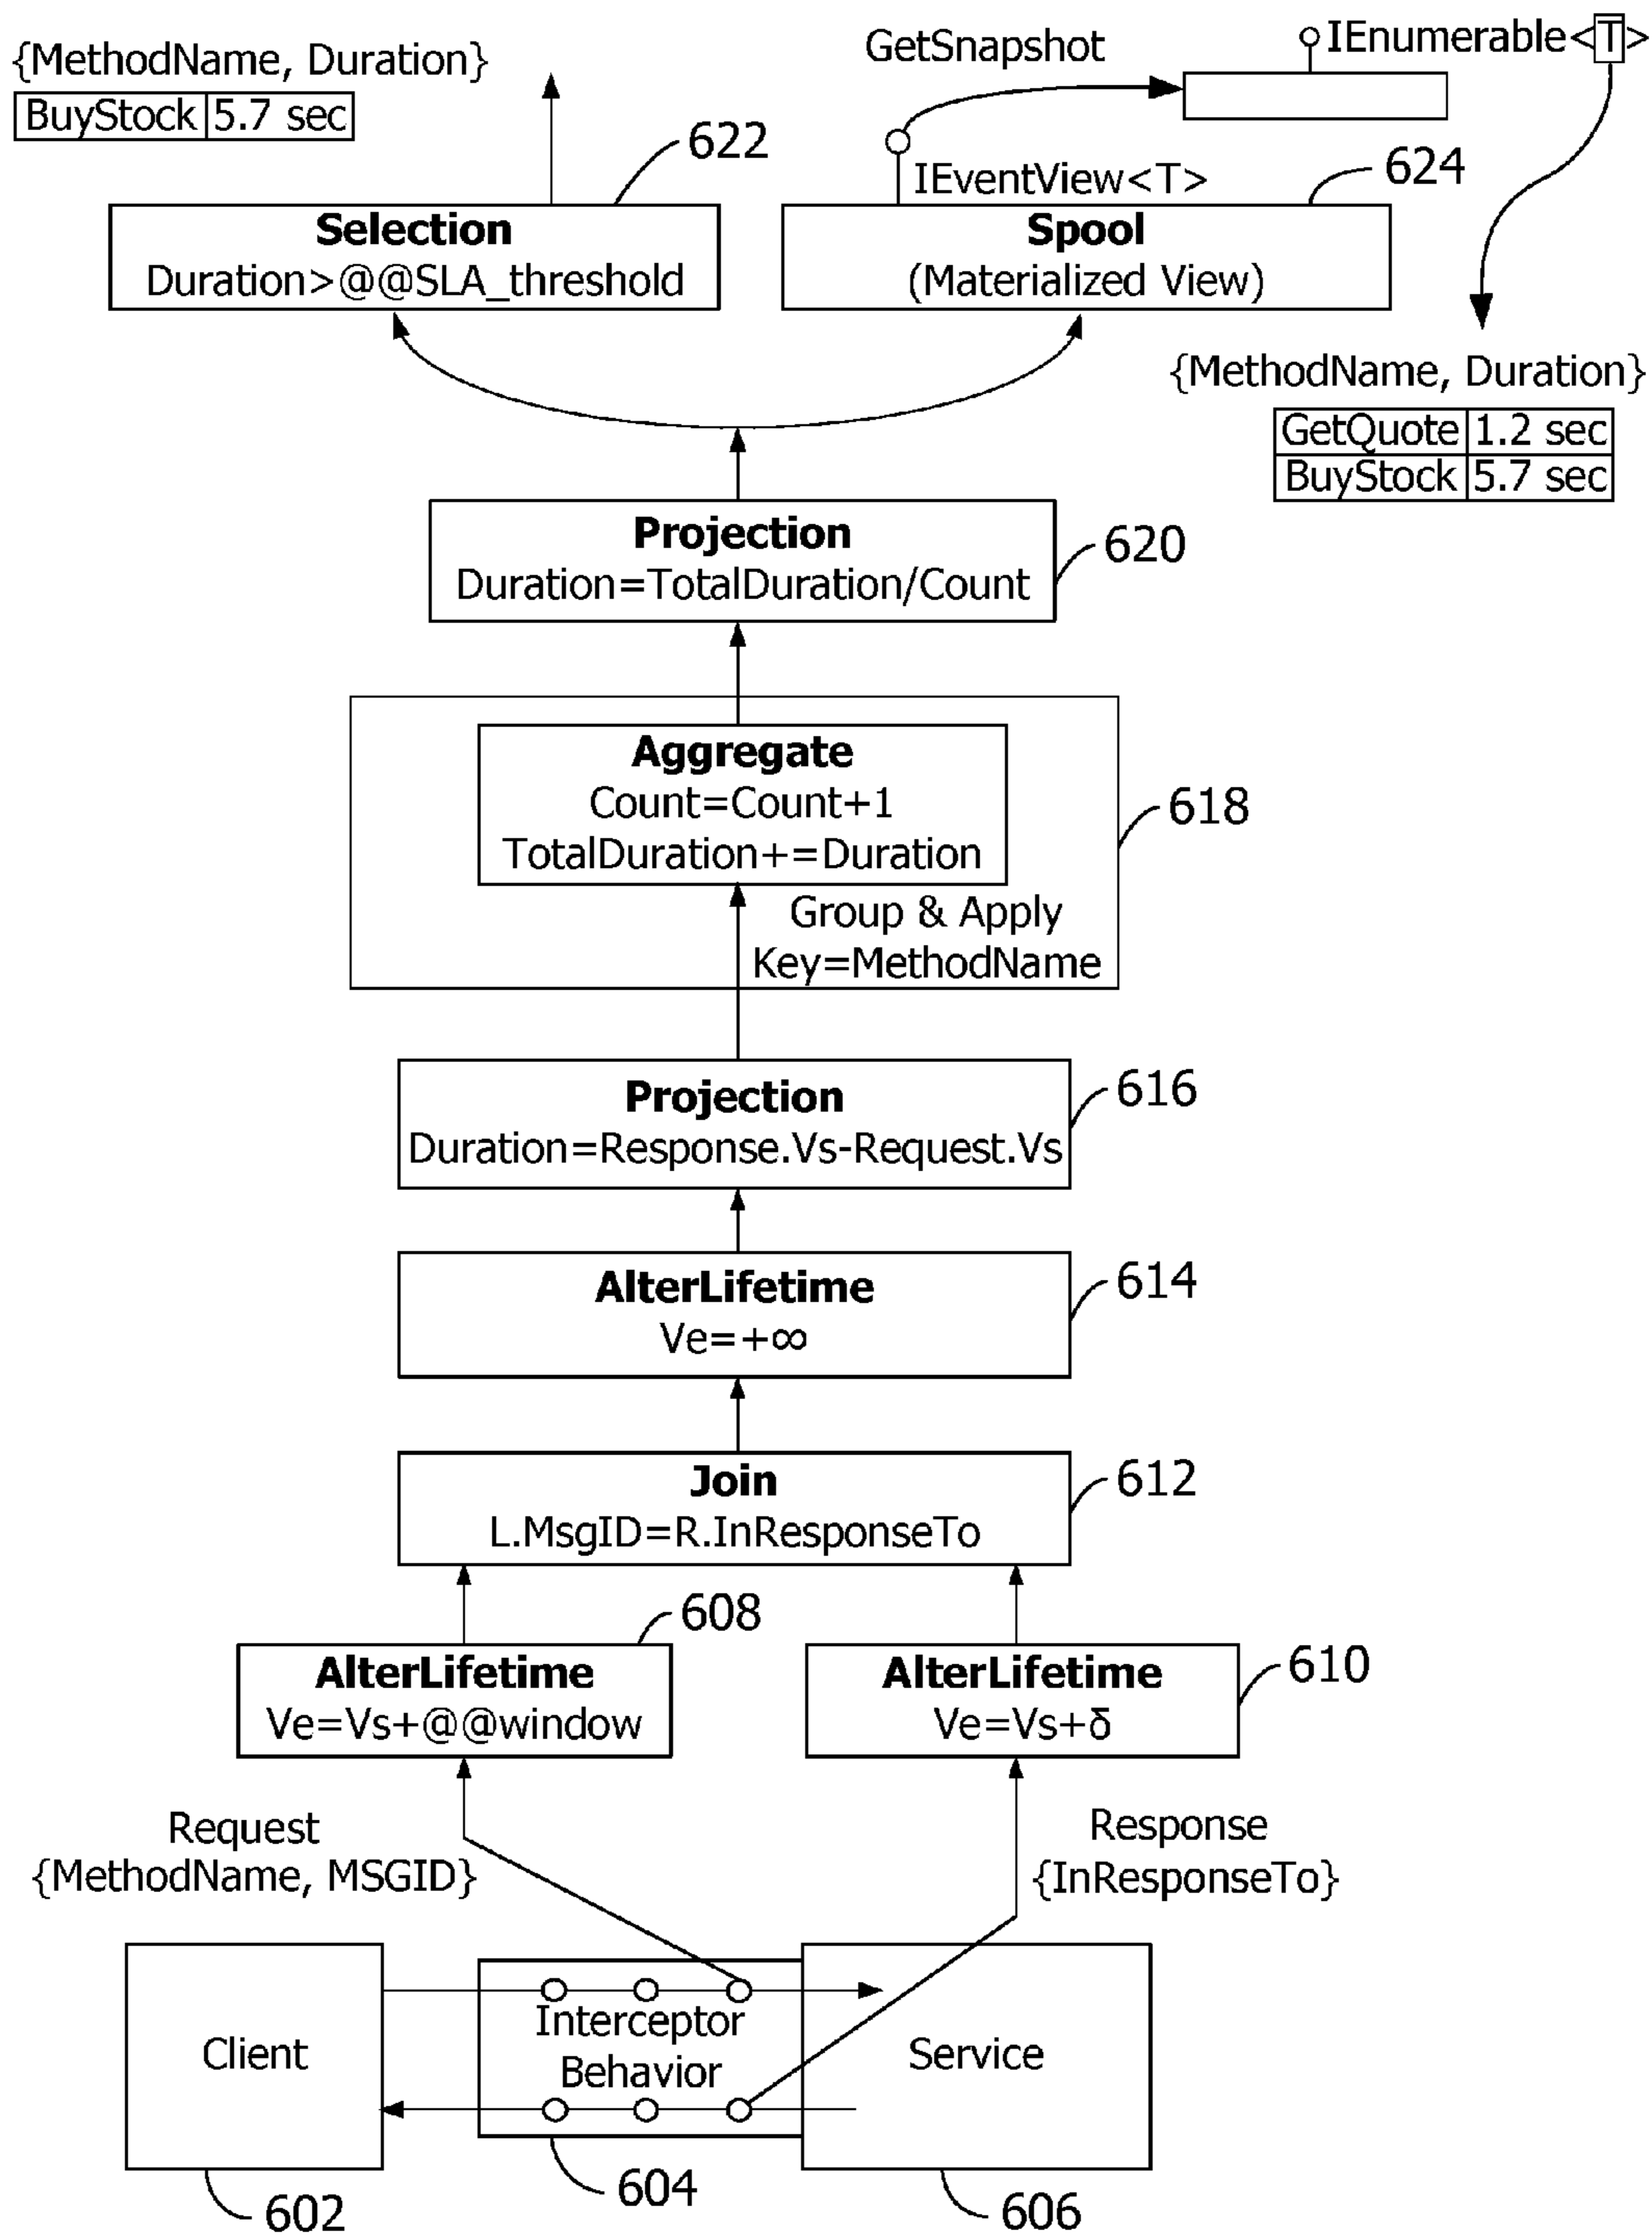 {MethodName, Duration}
BuyStock 5.7 sec
GetSnapshot
IEnumerable<T>
622
IEventView<T>
624
Selection
Duration>@@SLA_threshold
Spool
(Materialized View)
{MethodName, Duration}
GetQuote 1.2 sec
BuyStock 5.7 sec
Projection
Duration=TotalDuration/Count
620
Aggregate
Count=Count+1
TotalDuration+=Duration
618
Group & Apply
Key=MethodName
Projection
Duration=Response.Vs-Request.Vs
616
AlterLifetime
Ve=+∞
614
Join
L.MsgID=R.InResponseTo
612
608
AlterLifetime
Ve=Vs+@@window
AlterLifetime
Ve=Vs+δ
610
Request
{MethodName, MSGID}
Response
{InResponseTo}
Client
Interceptor
Behavior
Service
602
604
606